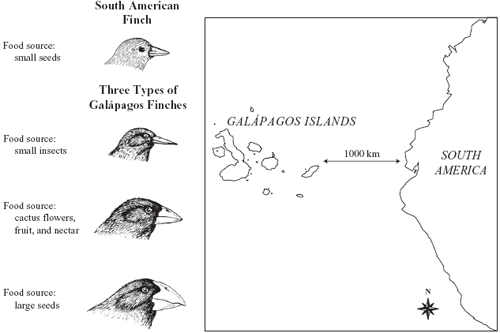 South American
Finch
Food source:
small seeds
Three Types of
Galápagos Finches
Food source:
small insects
Food source:
cactus flowers,
fruit, and nectar
Food source:
large seeds
GALÁPAGOS ISLANDS
1000 km
SOUTH
AMERICA
N